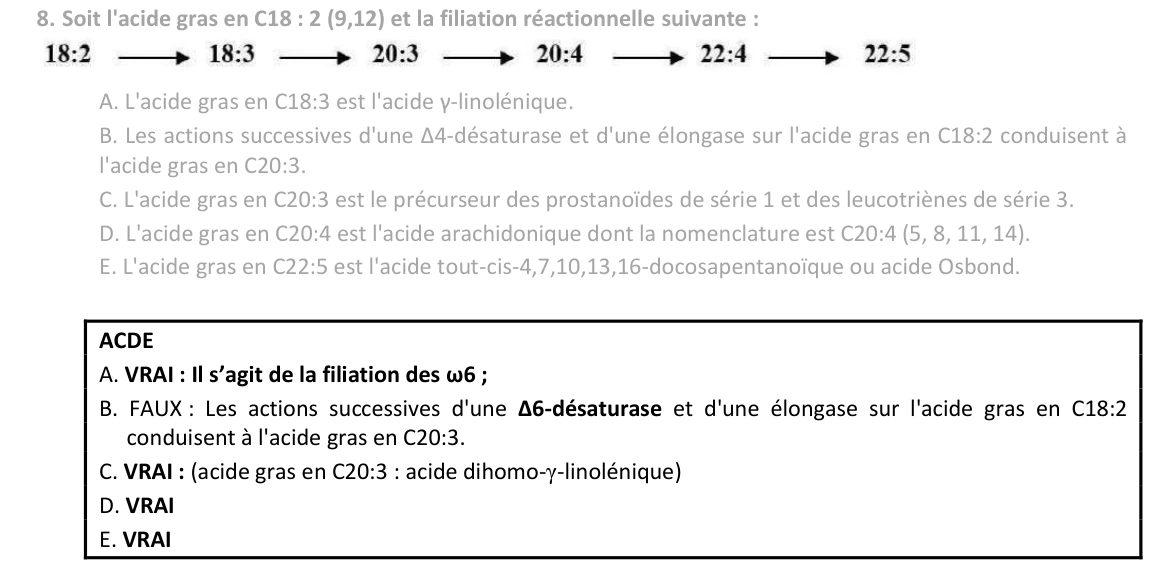 8. Soit l'acide gras en C18 : 2 (9,12) et la filiation réactionnelle suivante :
18:2 ⟶ 18:3 ⟶ 20:3 ⟶ 20:4 ⟶ 22:4 ⟶ 22:5
A. L'acide gras en C18:3 est l'acide γ-linolénique.
B. Les actions successives d'une Δ4-désaturase et d'une élongase sur l'acide gras en C18:2 conduisent à
l'acide gras en C20:3.
C. L'acide gras en C20:3 est le précurseur des prostanoïdes de série 1 et des leucotriènes de série 3.
D. L'acide gras en C20:4 est l'acide arachidonique dont la nomenclature est C20:4 (5, 8, 11, 14).
E. L'acide gras en C22:5 est l'acide tout-cis-4,7,10,13,16-docosapentanoïque ou acide Osbond.
ACDE
A. VRAI : Il s’agit de la filiation des ω6 ;
B. FAUX : Les actions successives d'une Δ6-désaturase et d'une élongase sur l'acide gras en C18:2
conduisent à l'acide gras en C20:3.
C. VRAI : (acide gras en C20:3 : acide dihomo-γ-linolénique)
D. VRAI
E. VRAI